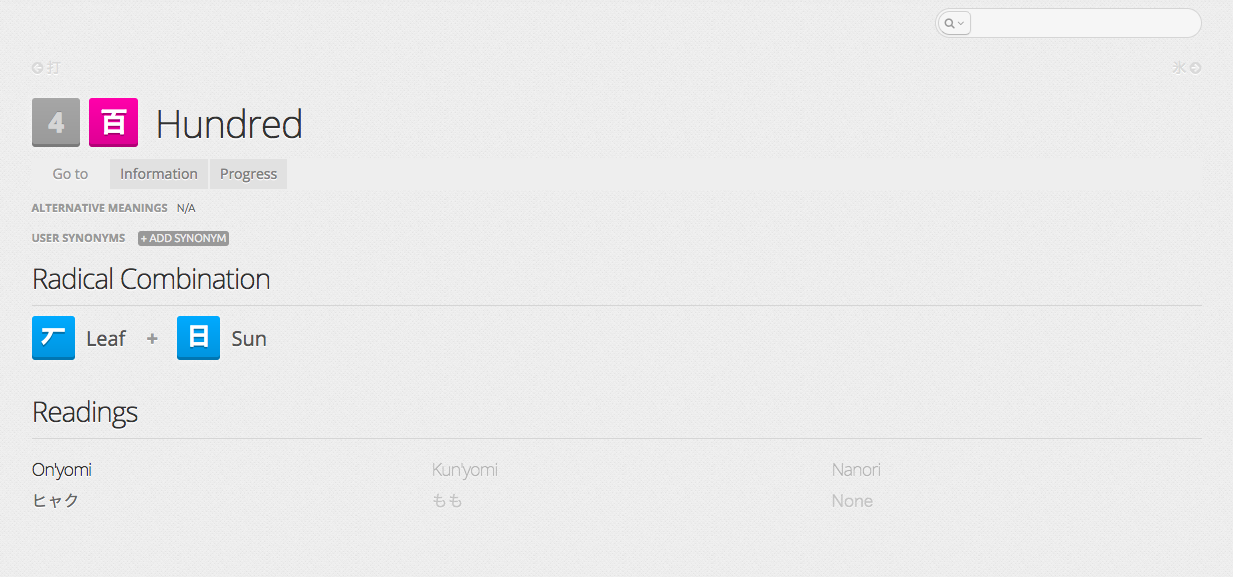 打 氷
4 百 Hundred
Go to Information Progress
ALTERNATIVE MEANINGS N/A
USER SYNONYMS + ADD SYNONYM
Radical Combination
丆 Leaf + 日 Sun
Readings
On'yomi Kun'yomi Nanori
ヒャク もも None